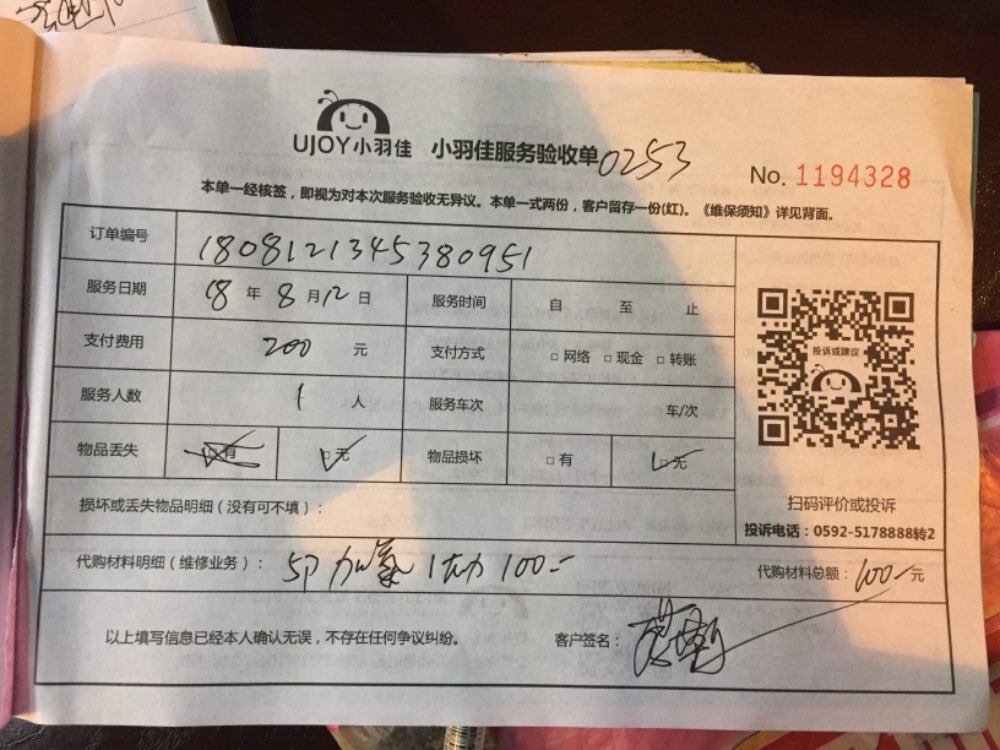 UJOY小羽佳 小羽佳服务验收单 0253
No. 1194328
本单一经核签，即视为对本次服务验收无异议。本单一式两份，客户留存一份(红)。《维保须知》详见背面。
订单编号 1808121345380951
服务日期 18 年 8 月 12 日 服务时间 自 至 止
支付费用 200 元 支付方式 □ 网络 □ 现金 □ 转账
投诉或建议
服务人数 1 人 服务车次 车/次
物品丢失 □ 有 □ 无 物品损坏 □ 有 □ 无
扫码评价或投诉
损坏或丢失物品明细（没有可不填）：
投诉电话：0592-5178888转2
代购材料明细（维修业务）： 5P 加氟 1 100-
代购材料总额： 100- 元
以上填写信息已经本人确认无误，不存在任何争议纠纷。 客户签名：